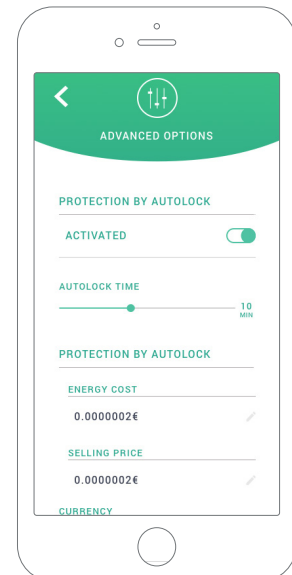 ADVANCED OPTIONS
PROTECTION BY AUTOLOCK
ACTIVATED
AUTOLOCK TIME
10
MIN
PROTECTION BY AUTOLOCK
ENERGY COST
0.0000002€
SELLING PRICE
0.0000002€
CURRENCY